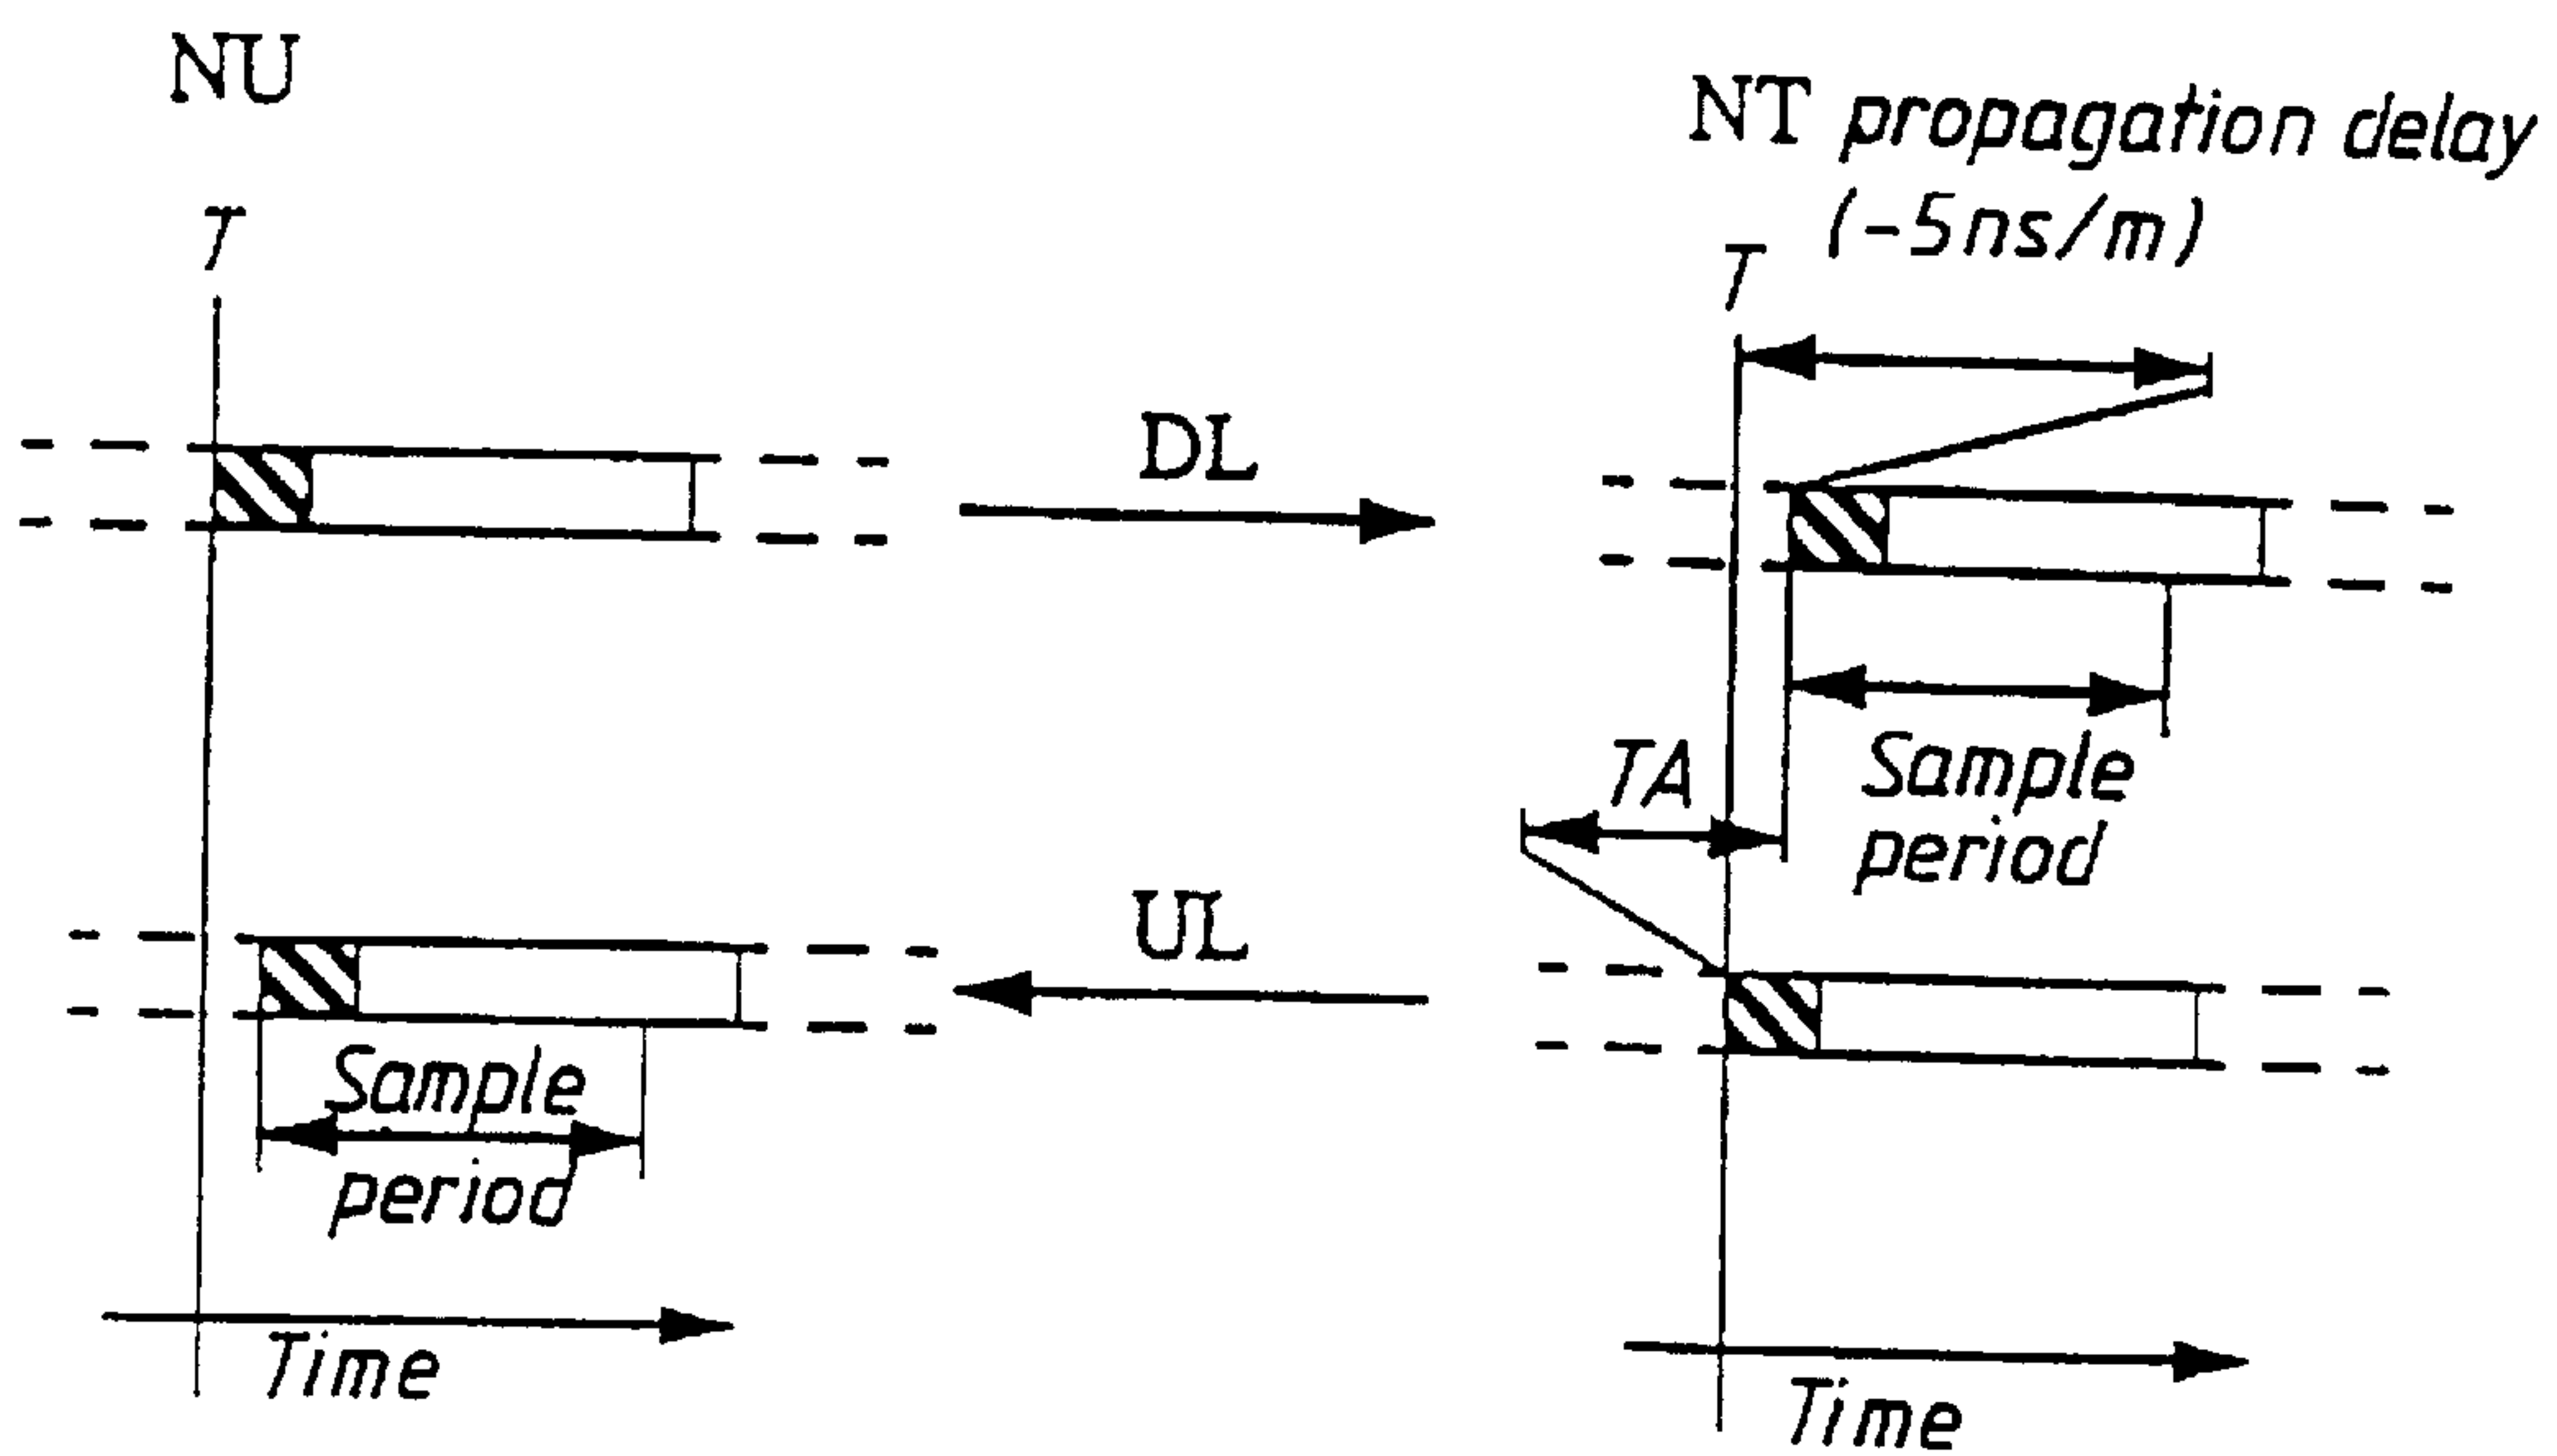 NU
NT propagation delay
(-5ns/m)
T
T
DL
TA
Sample
period
UL
Sample
period
Time
Time